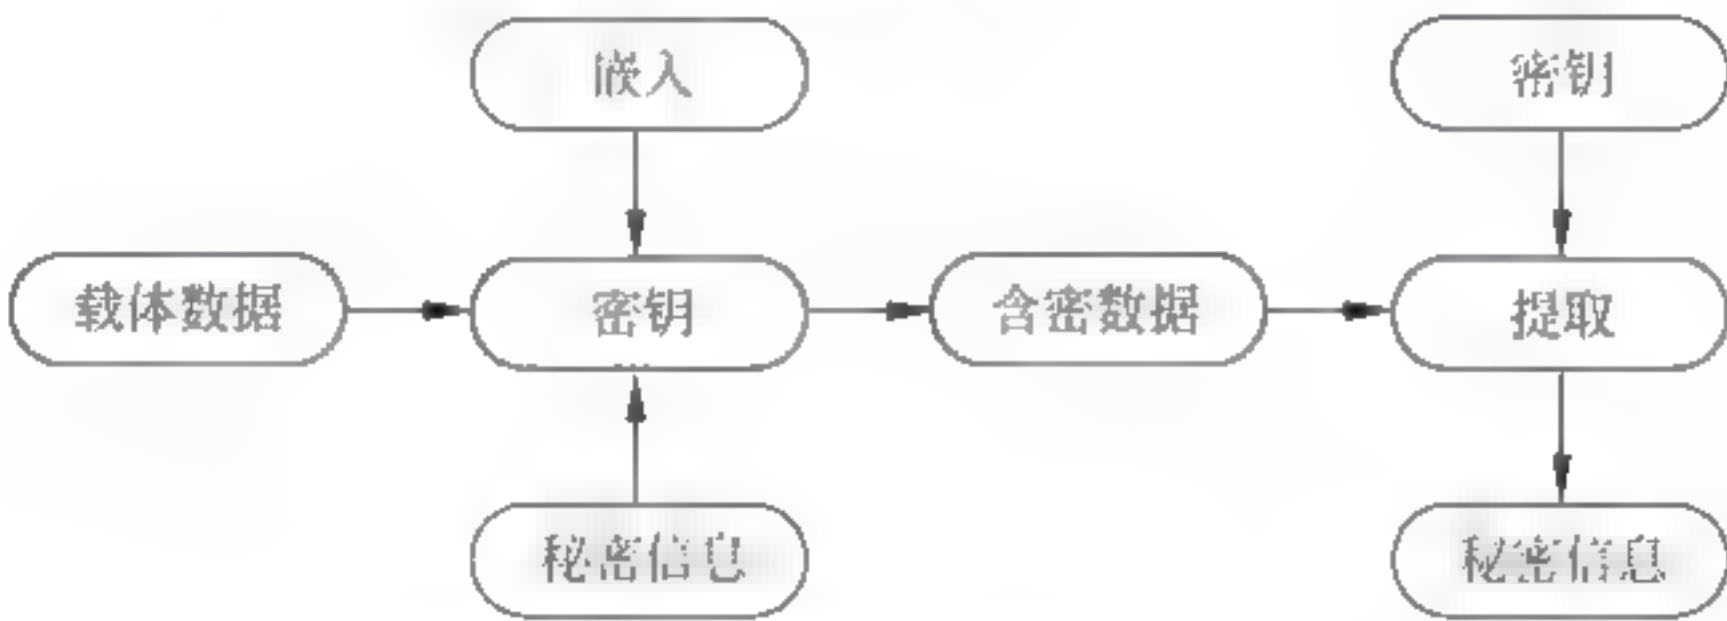 嵌入
密钥
载体数据
密钥
含密数据
提取
秘密信息
秘密信息